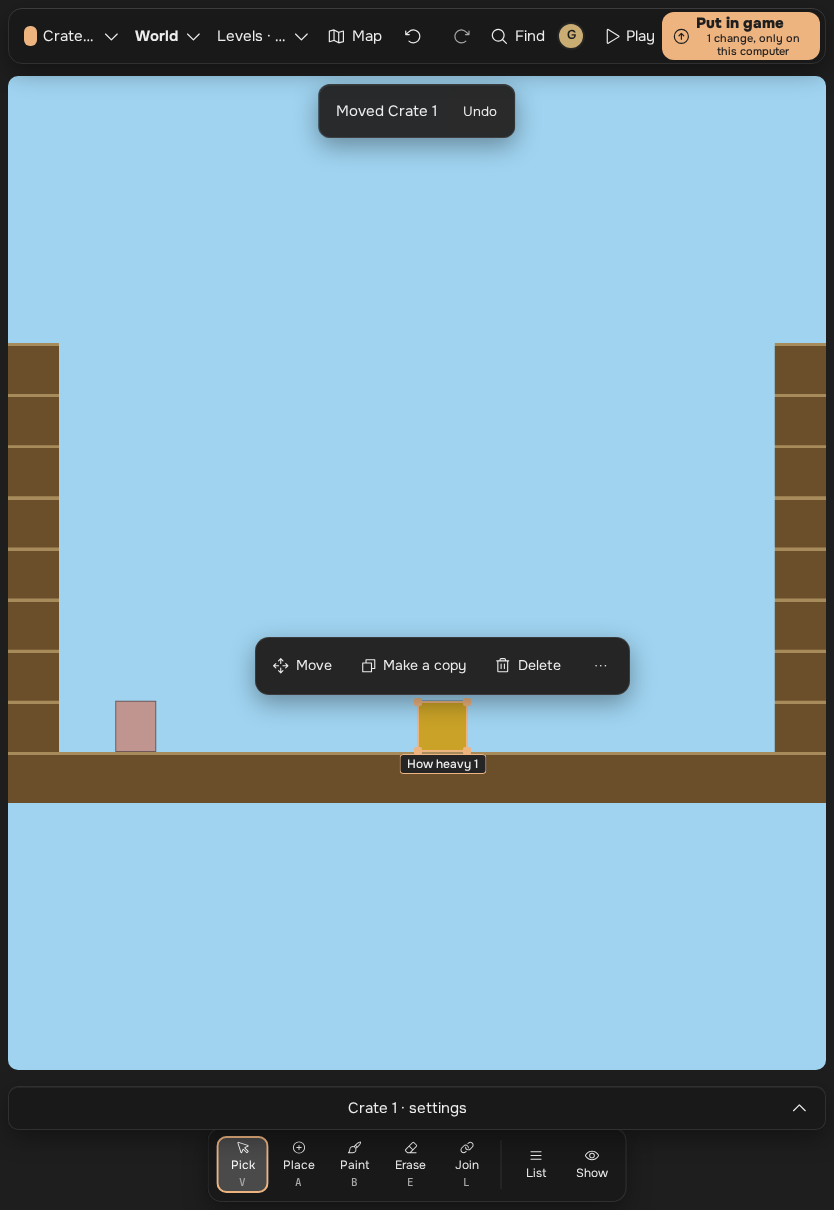 Crate...
World
Levels · ...
Map
Find
G
Play
Put in game
1 change, only on
this computer
Moved Crate 1
Undo
Move
Make a copy
Delete
...
How heavy 1
Crate 1 · settings
Pick
V
Place
A
Paint
B
Erase
E
Join
L
List
Show